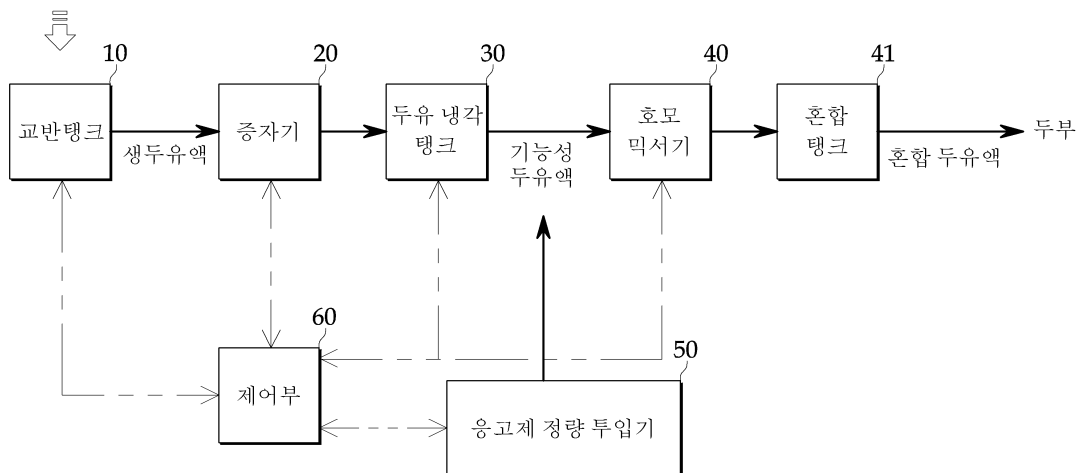 10
20
30
40
41
교반탱크
증자기
두유 냉각
탱크
호모
믹서기
혼합
탱크
두부
생두유액
기능성
두유액
혼합 두유액
60
50
제어부
응고제 정량 투입기